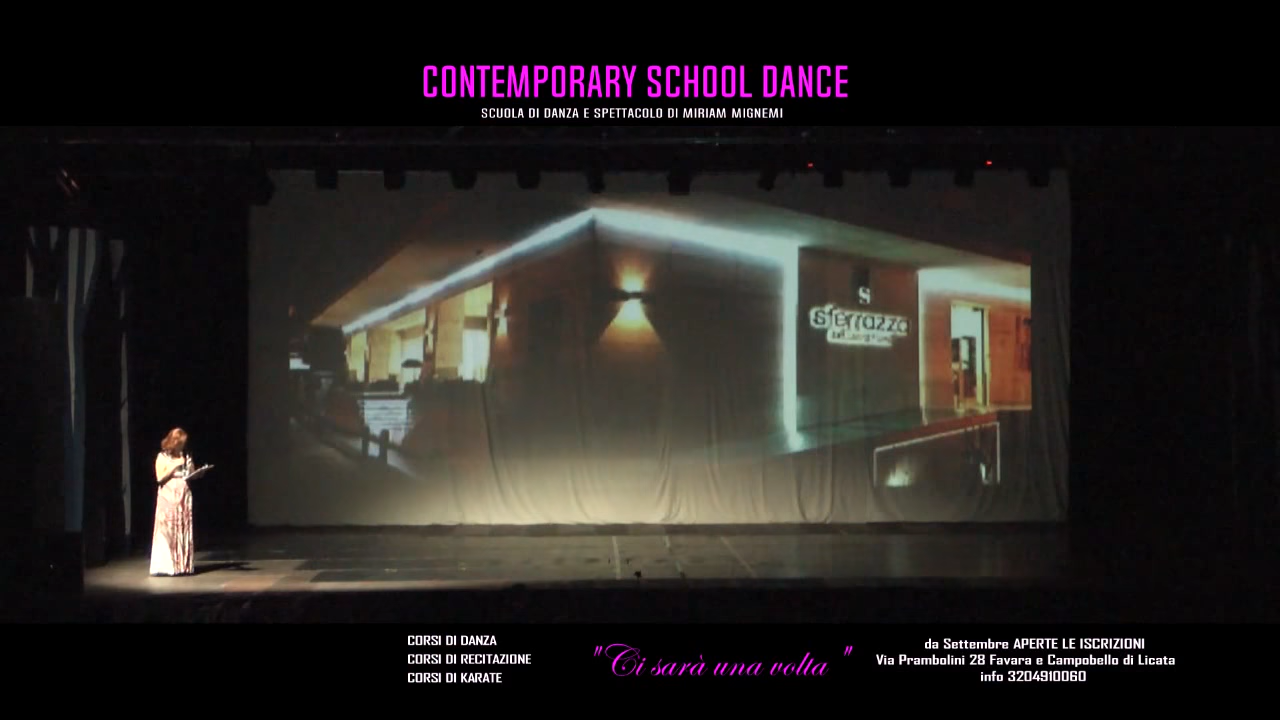 CONTEMPORARY SCHOOL DANCE
SCUOLA DI DANZA E SPETTACOLO DI MIRIAM MIGNEMI
S
sferrazza
CORSI DI DANZA
CORSI DI RECITAZIONE
CORSI DI KARATE
"Ci sarà una volta "
da Settembre APERTE LE ISCRIZIONI
Via Prambolini 28 Favara e Campobello di Licata
info 3204910060